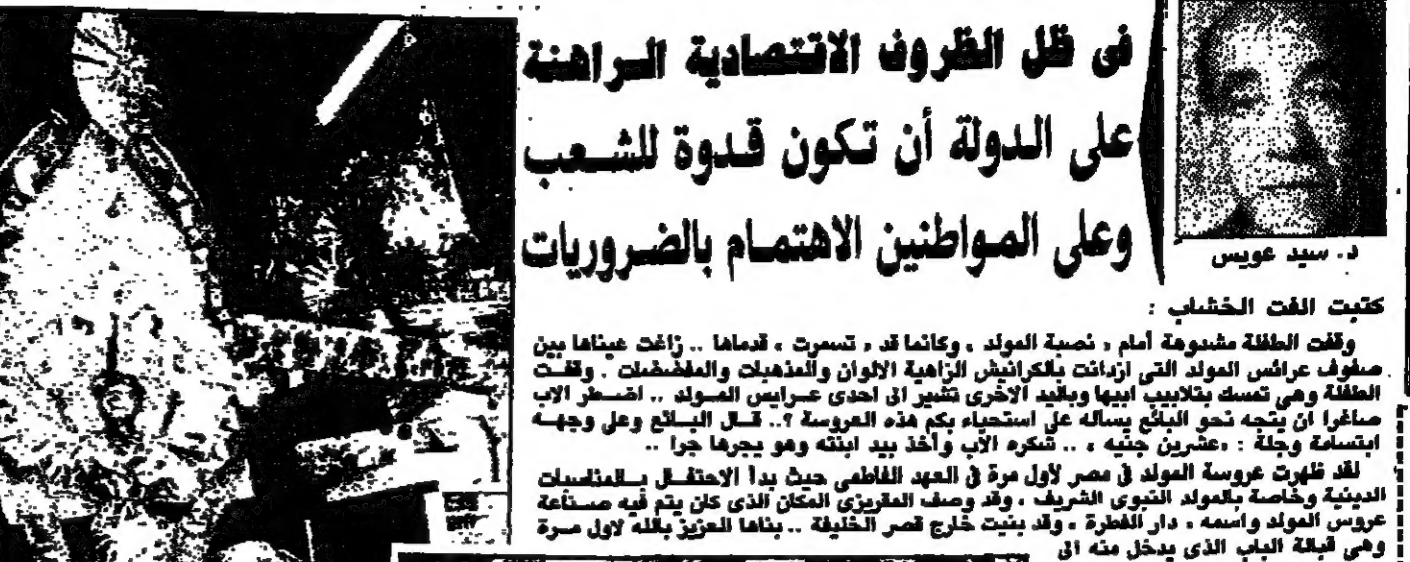 فى ظل الظروف الاقتصادية الراهنة
على الدولة أن تكون قدوة للشعب
وعلى المواطنين الاهتمام بالضروريات
د. سيد عويس
كتبت الفت الخشاب :
وقفت الطفلة مشدوهة أمام « نصبة المولد » وكانما قد « تسمرت » قدماها .. زاغت عيناها بين
صفوف عرائس المولد التى ازدانت بالكرانيش الزاهية الالوان والمذهبات والمفضضات . وقفت
الطفلة وهى تمسك بتلابيب ابيها وباليد الاخرى تشير الى احدى عرايس المولد .. اضطر الاب
صاغرا ان يتجه نحو البائع يساله على استحياء بكم هذه العروسة ؟.. قال البائع وعلى وجهه
ابتسامة وجلة : «عشرين جنيه » .. شكره الأب وأخذ بيد ابنته وهو يجرها جرا ..
لقد ظهرت عروسة المولد فى مصر لأول مرة فى العهد الفاطمى حيث بدأ الاحتفال بالمناسبات
الدينية وخاصة بالمولد النبوى الشريف ، وقد وصف المقريزى المكان الذى كان يتم فيه صناعة
عروس المولد واسمه « دار الفطرة » وقد بنيت خارج قصر الخليفة .. بناها العزيز بالله لاول مرة
وهى قبالة الباب الذى يدخل منه الى